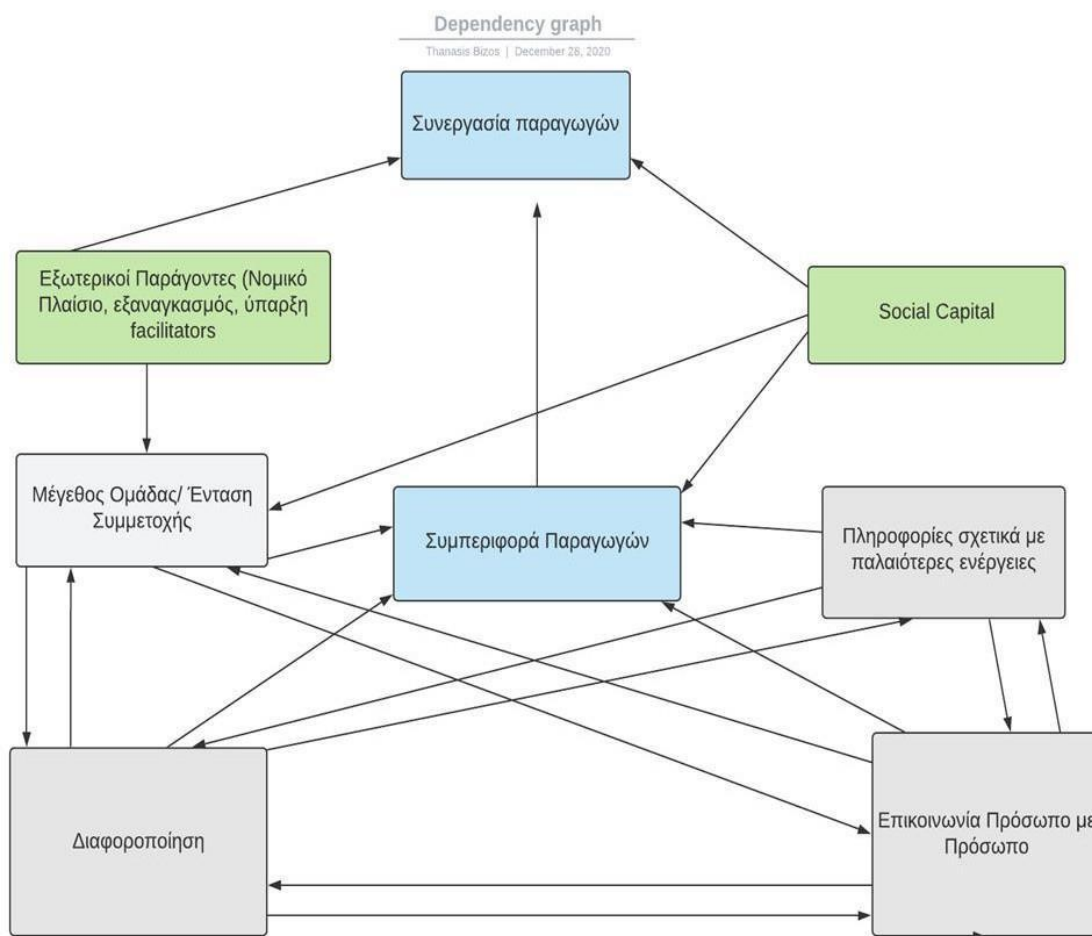 Dependency graph
Thanasis Bizos | December 28, 2020
Συνεργασία παραγωγών
Εξωτερικοί Παράγοντες (Νομικό
Πλαίσιο, εξαναγκασμός, ύπαρξη
facilitators
Social Capital
Μέγεθος Ομάδας/ Ένταση
Συμμετοχής
Συμπεριφορά Παραγωγών
Πληροφορίες σχετικά με
παλαιότερες ενέργειες
Διαφοροποίηση
Επικοινωνία Πρόσωπο με
Πρόσωπο